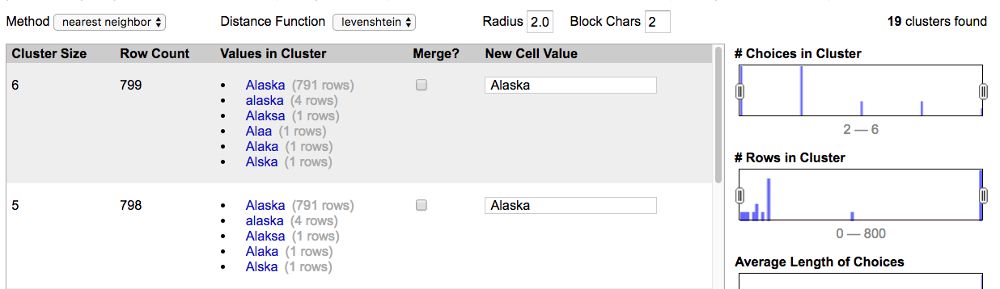 Method nearest neighbor Distance Function levenshtein Radius 2.0 Block Chars 2 19 clusters found
Cluster Size Row Count Values in Cluster Merge? New Cell Value
6 799 • Alaska (791 rows) Alaska
• alaska (4 rows)
• Alaksa (1 rows)
• Alaa (1 rows)
• Alaka (1 rows)
• Alska (1 rows)
5 798 • Alaska (791 rows) Alaska
• alaska (4 rows)
• Alaksa (1 rows)
• Alaka (1 rows)
• Alska (1 rows)
# Choices in Cluster
2 — 6
# Rows in Cluster
0 — 800
Average Length of Choices